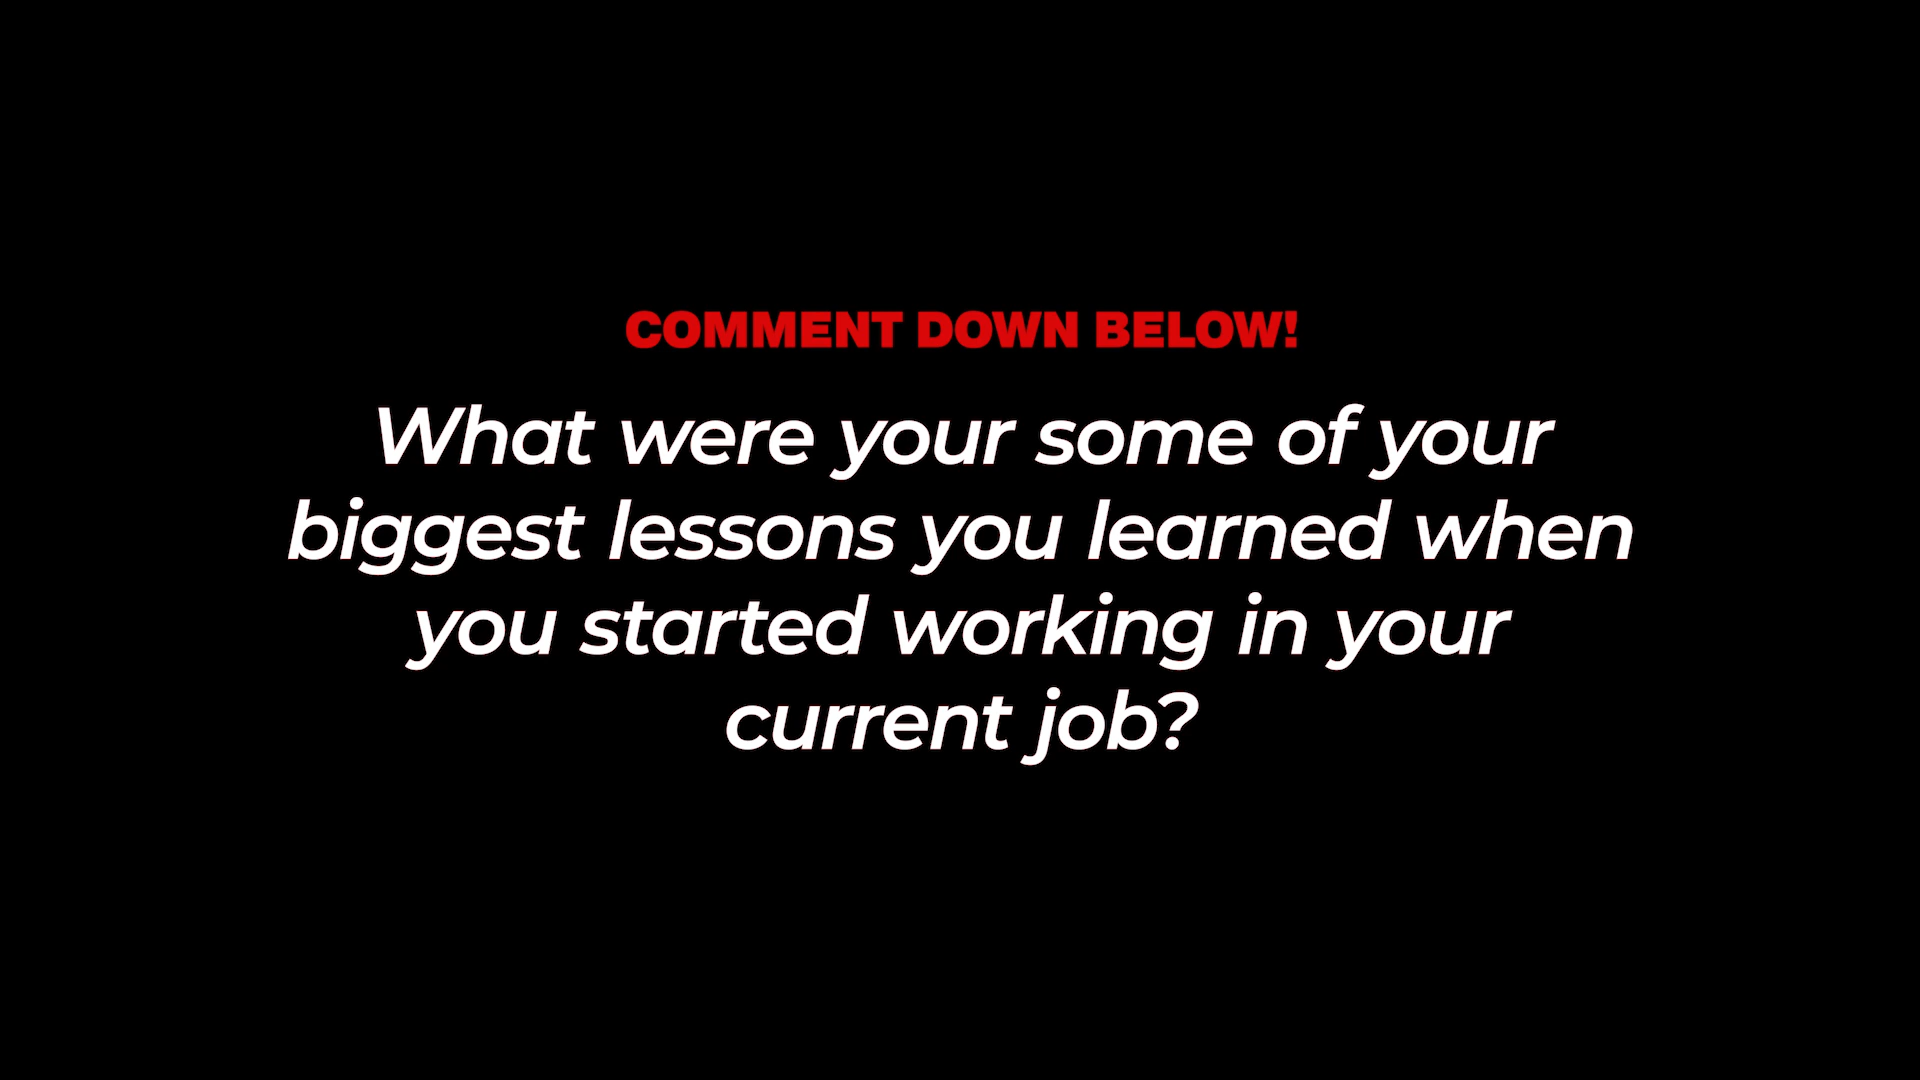 COMMENT DOWN BELOW!
What were your some of your
biggest lessons you learned when
you started working in your
current job?